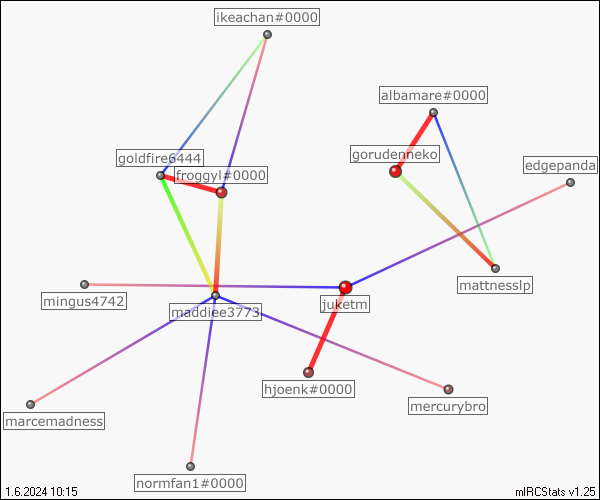 ikeachan#0000
albamare#0000
goldfire6444
gorudenneko
edgepanda
froggyl#0000
mattnesslp
mingus4742
juketm
maddiee3773
hjoenk#0000
mercurybro
marcemadness
normfan1#0000
1.6.2024 10:15
mIRCStats v1.25